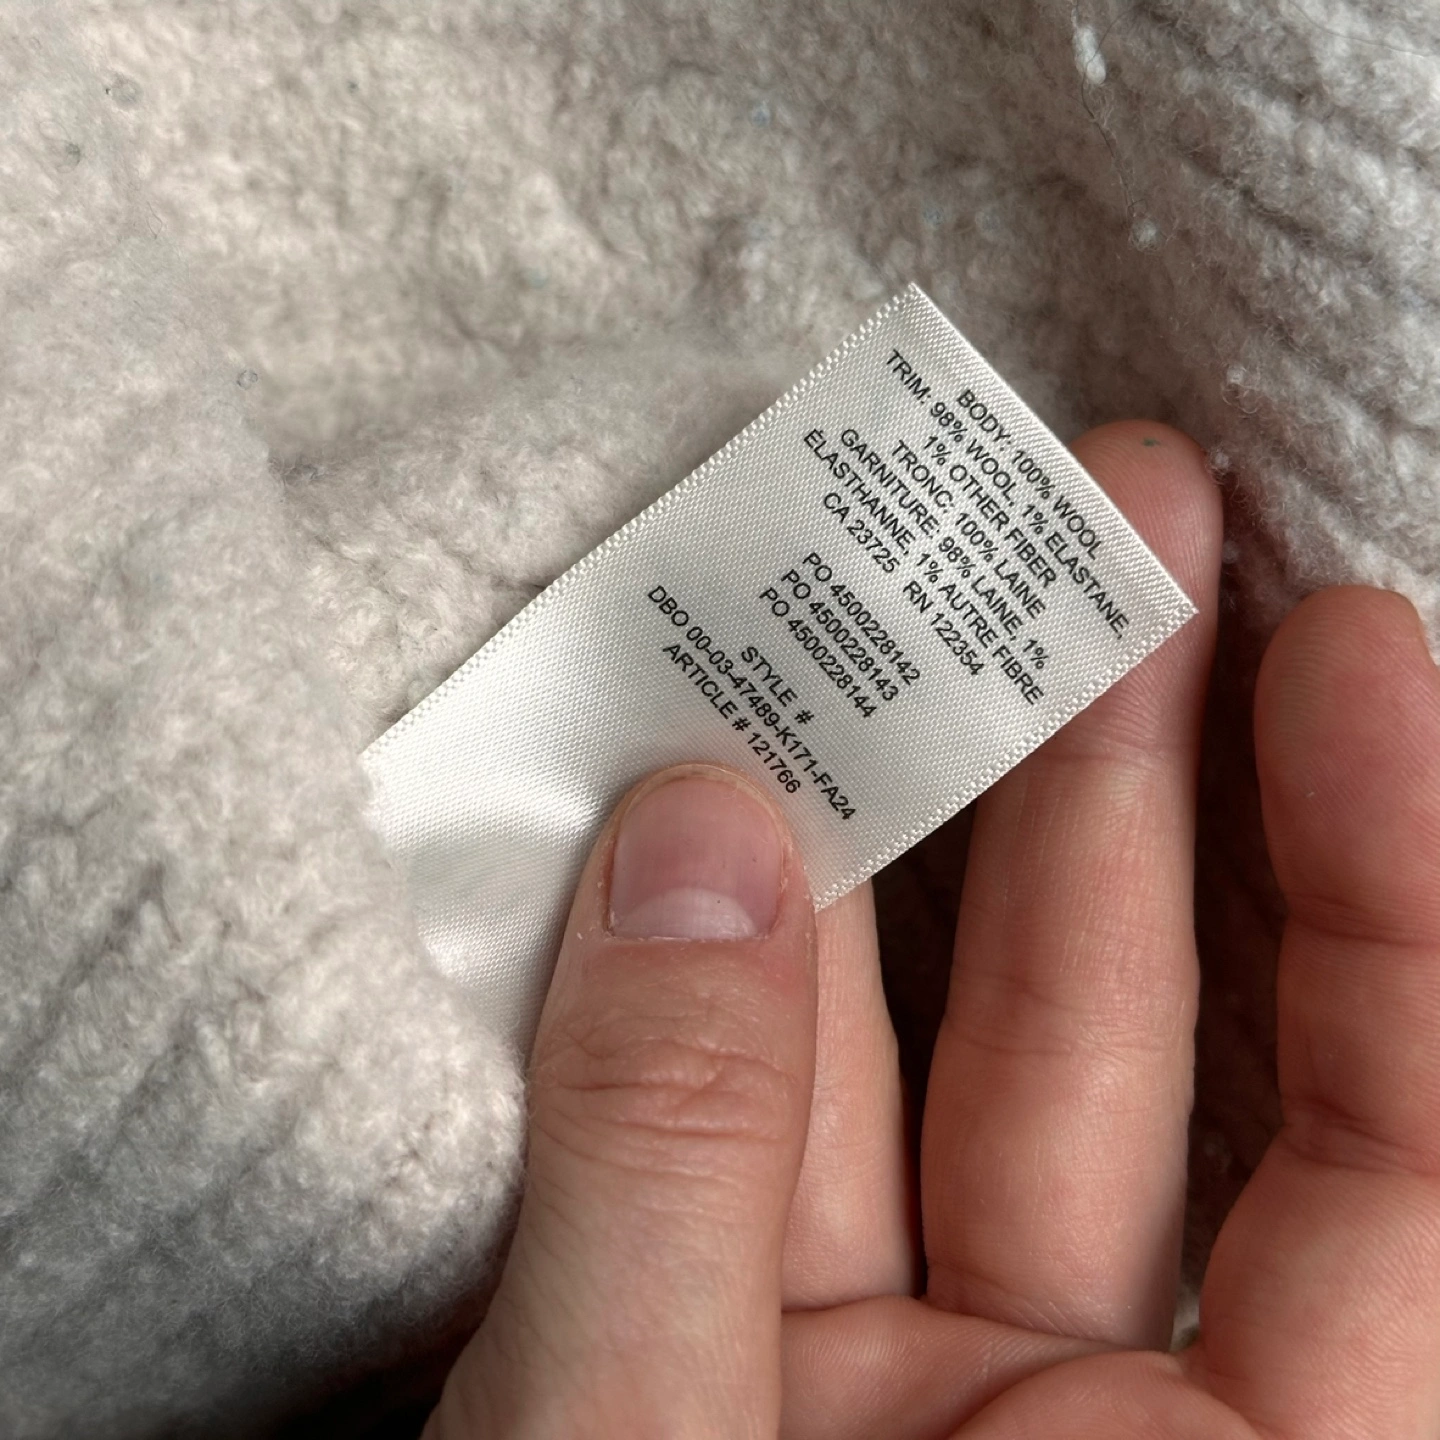 BODY: 100% WOOL
TRIM: 98% WOOL, 1% ELASTANE,
1% OTHER FIBER
TRONC: 100% LAINE
GARNITURE: 98% LAINE, 1%
ÉLASTHANNE, 1% AUTRE FIBRE
CA 23725 RN 122354
PO 4500228142
PO 4500228143
PO 4500228144
STYLE #
DBO 00-03-47489-K171-FA24
ARTICLE # 121766